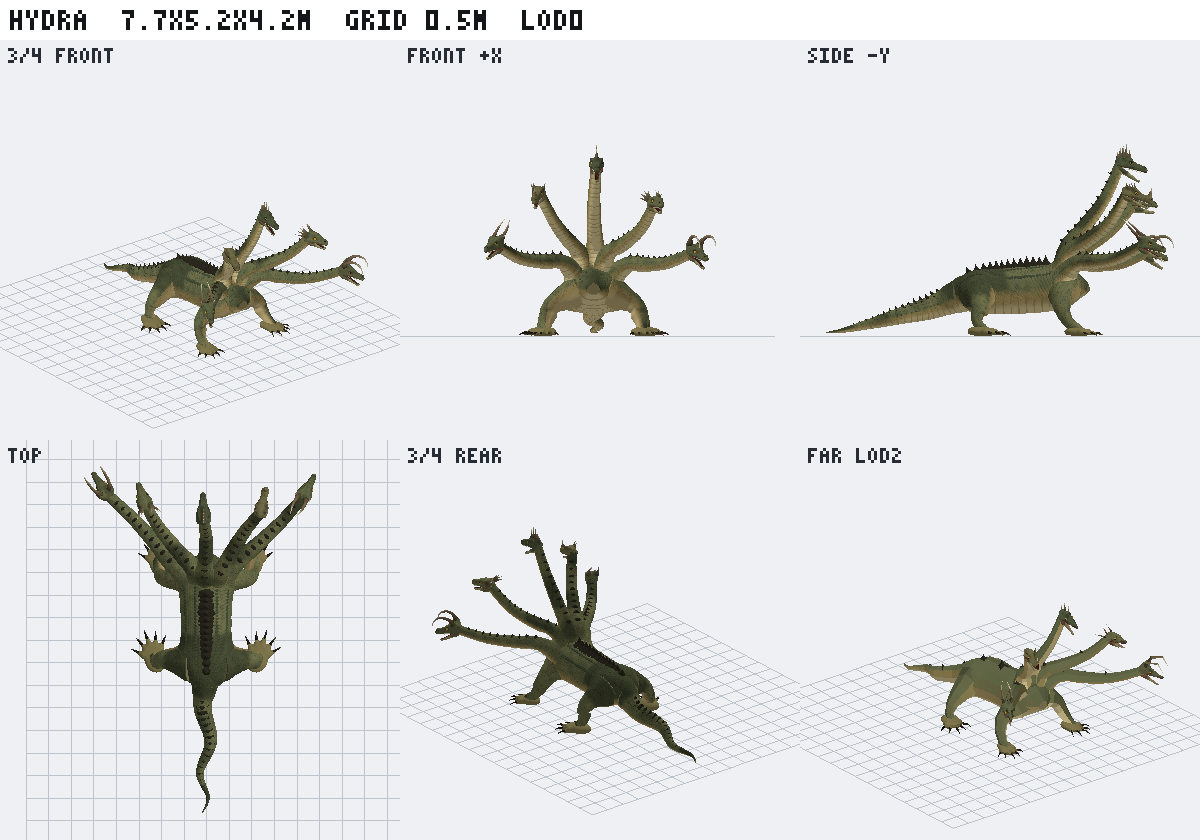 HYDRA 7.7X5.2X4.2M GRID 0.5M LOD0
3/4 FRONT
FRONT +X
SIDE -Y
TOP
3/4 REAR
FAR LOD2